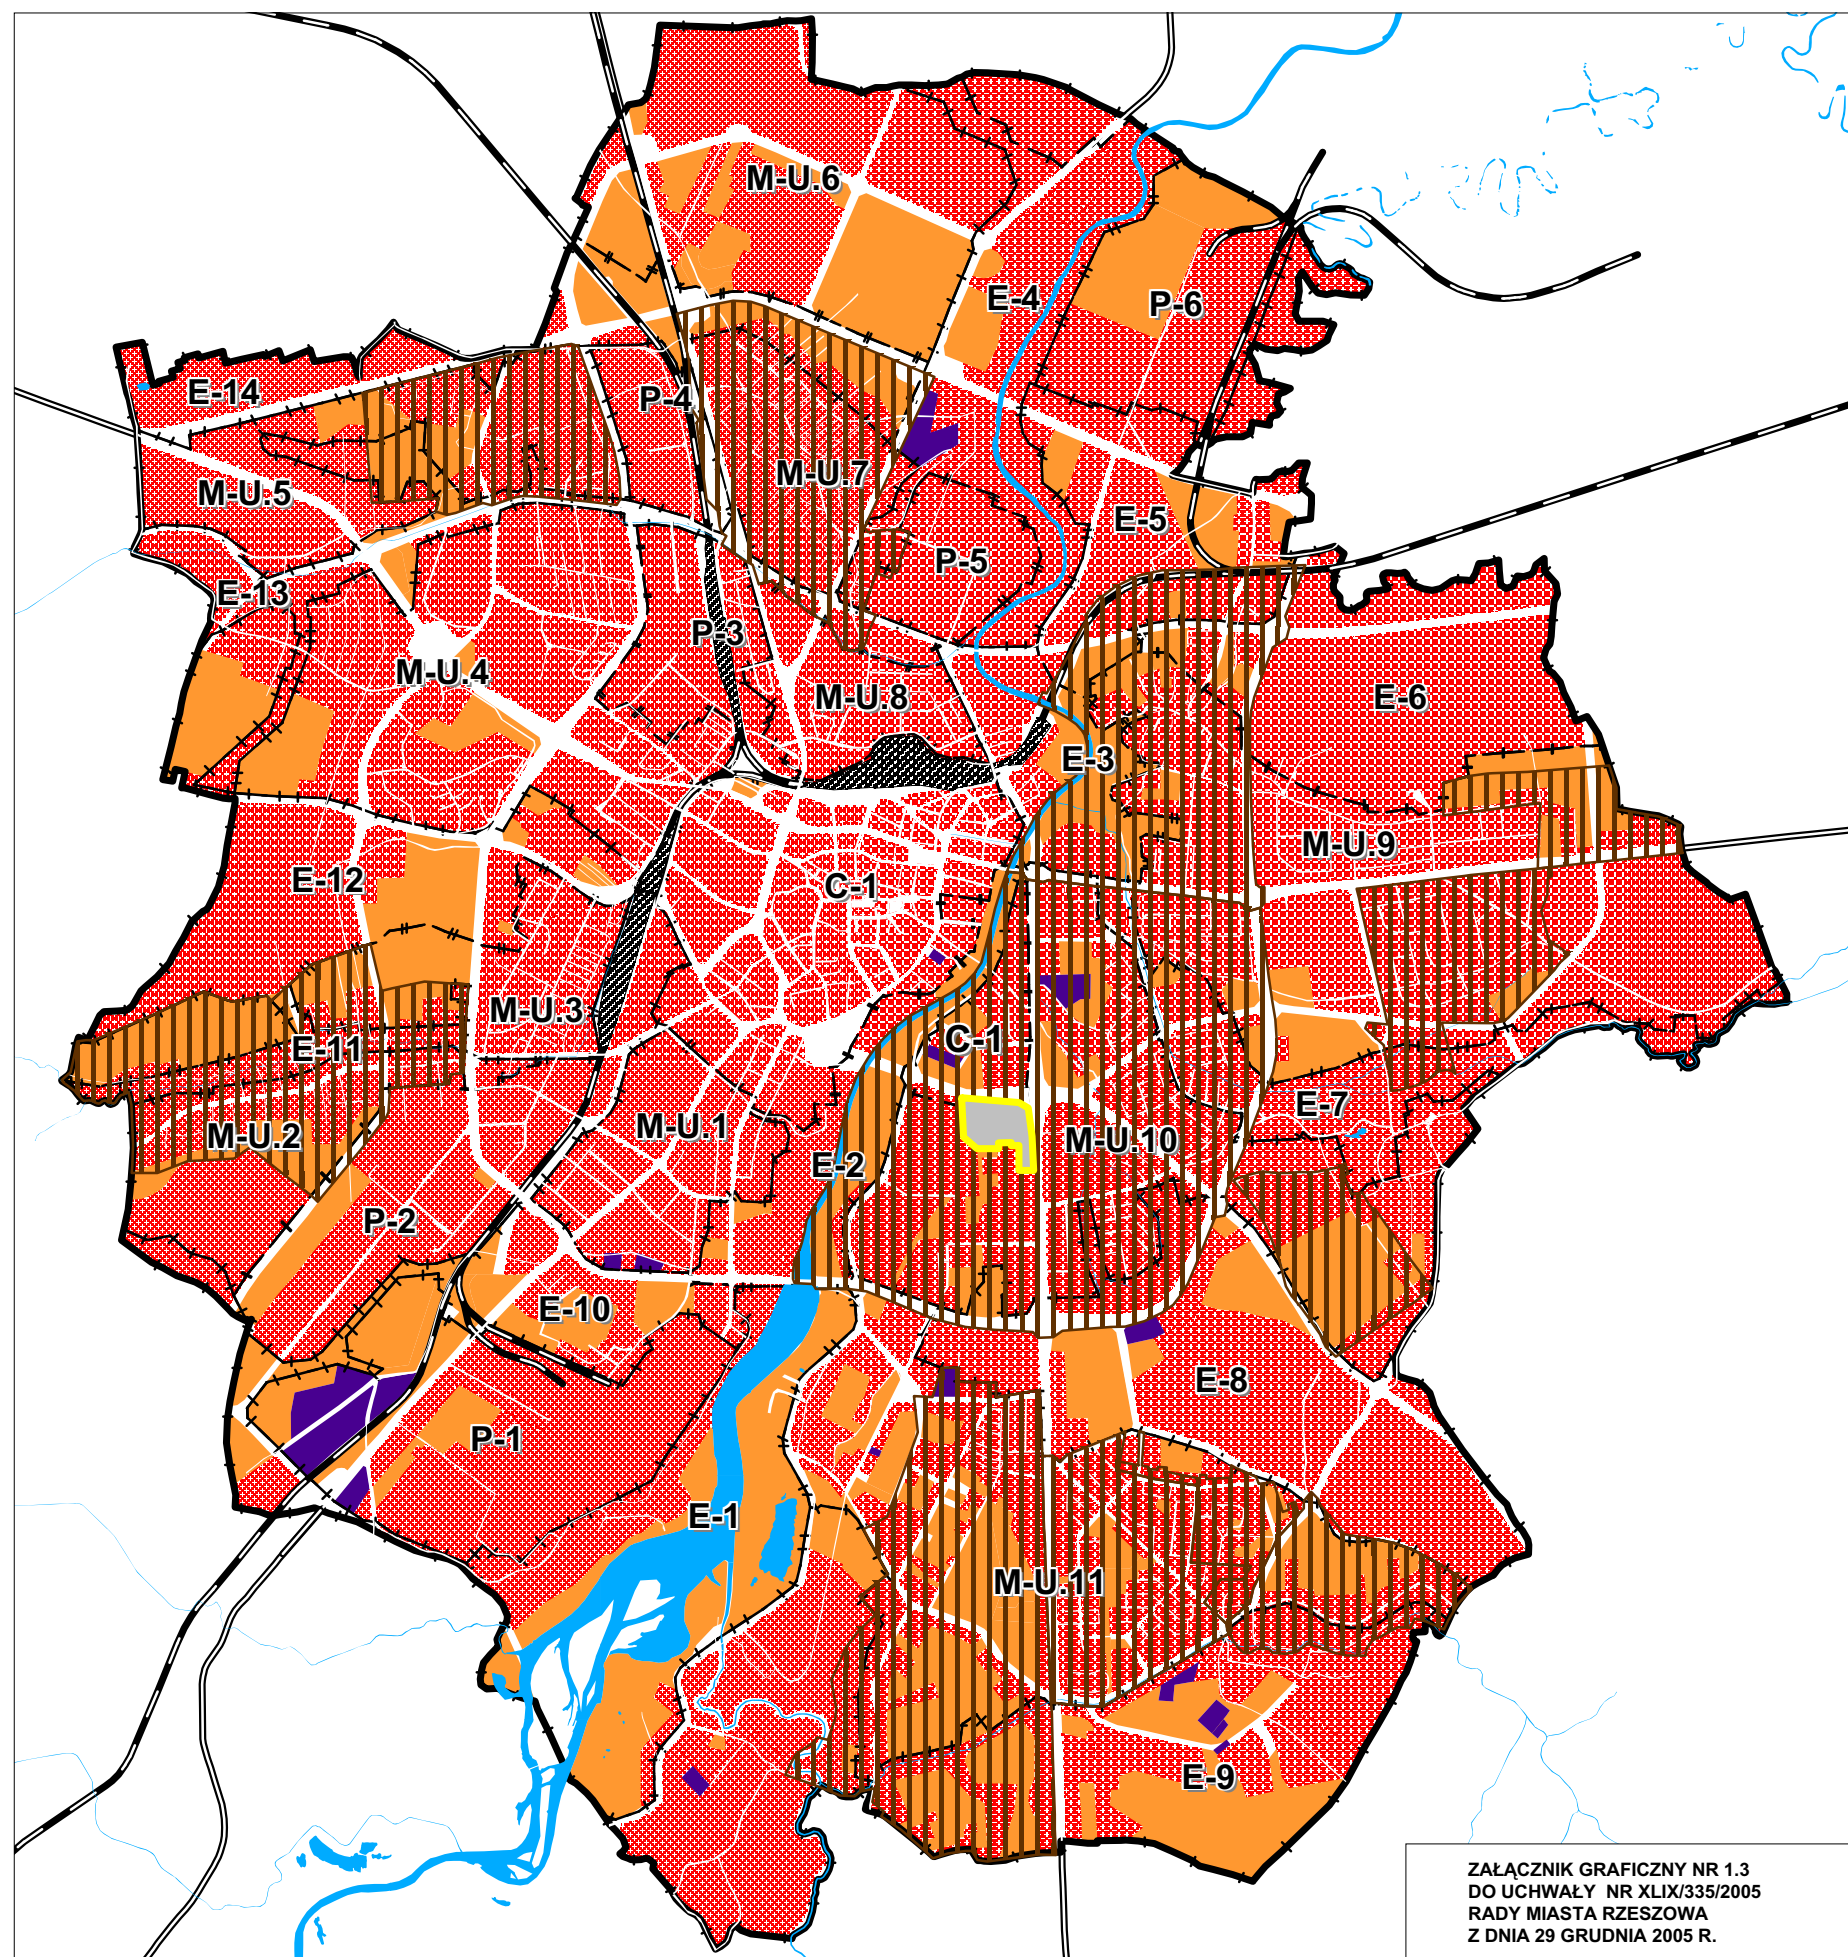 M-U.6
E-4
P-6
E-14
P-4
M-U.7
M-U.5
E-5
P-5
E-13
P-3
M-U.4
M-U.8
E-6
E-3
M-U.9
E-12
C-1
M-U.3
E-11
C-1
M-U.2
M-U.1
M-U.10
E-7
E-2
P-2
E-10
E-8
P-1
E-1
M-U.11
E-9
ZAŁĄCZNIK GRAFICZNY NR 1.3
DO UCHWAŁY NR XLIX/335/2005
RADY MIASTA RZESZOWA
Z DNIA 29 GRUDNIA 2005 R.